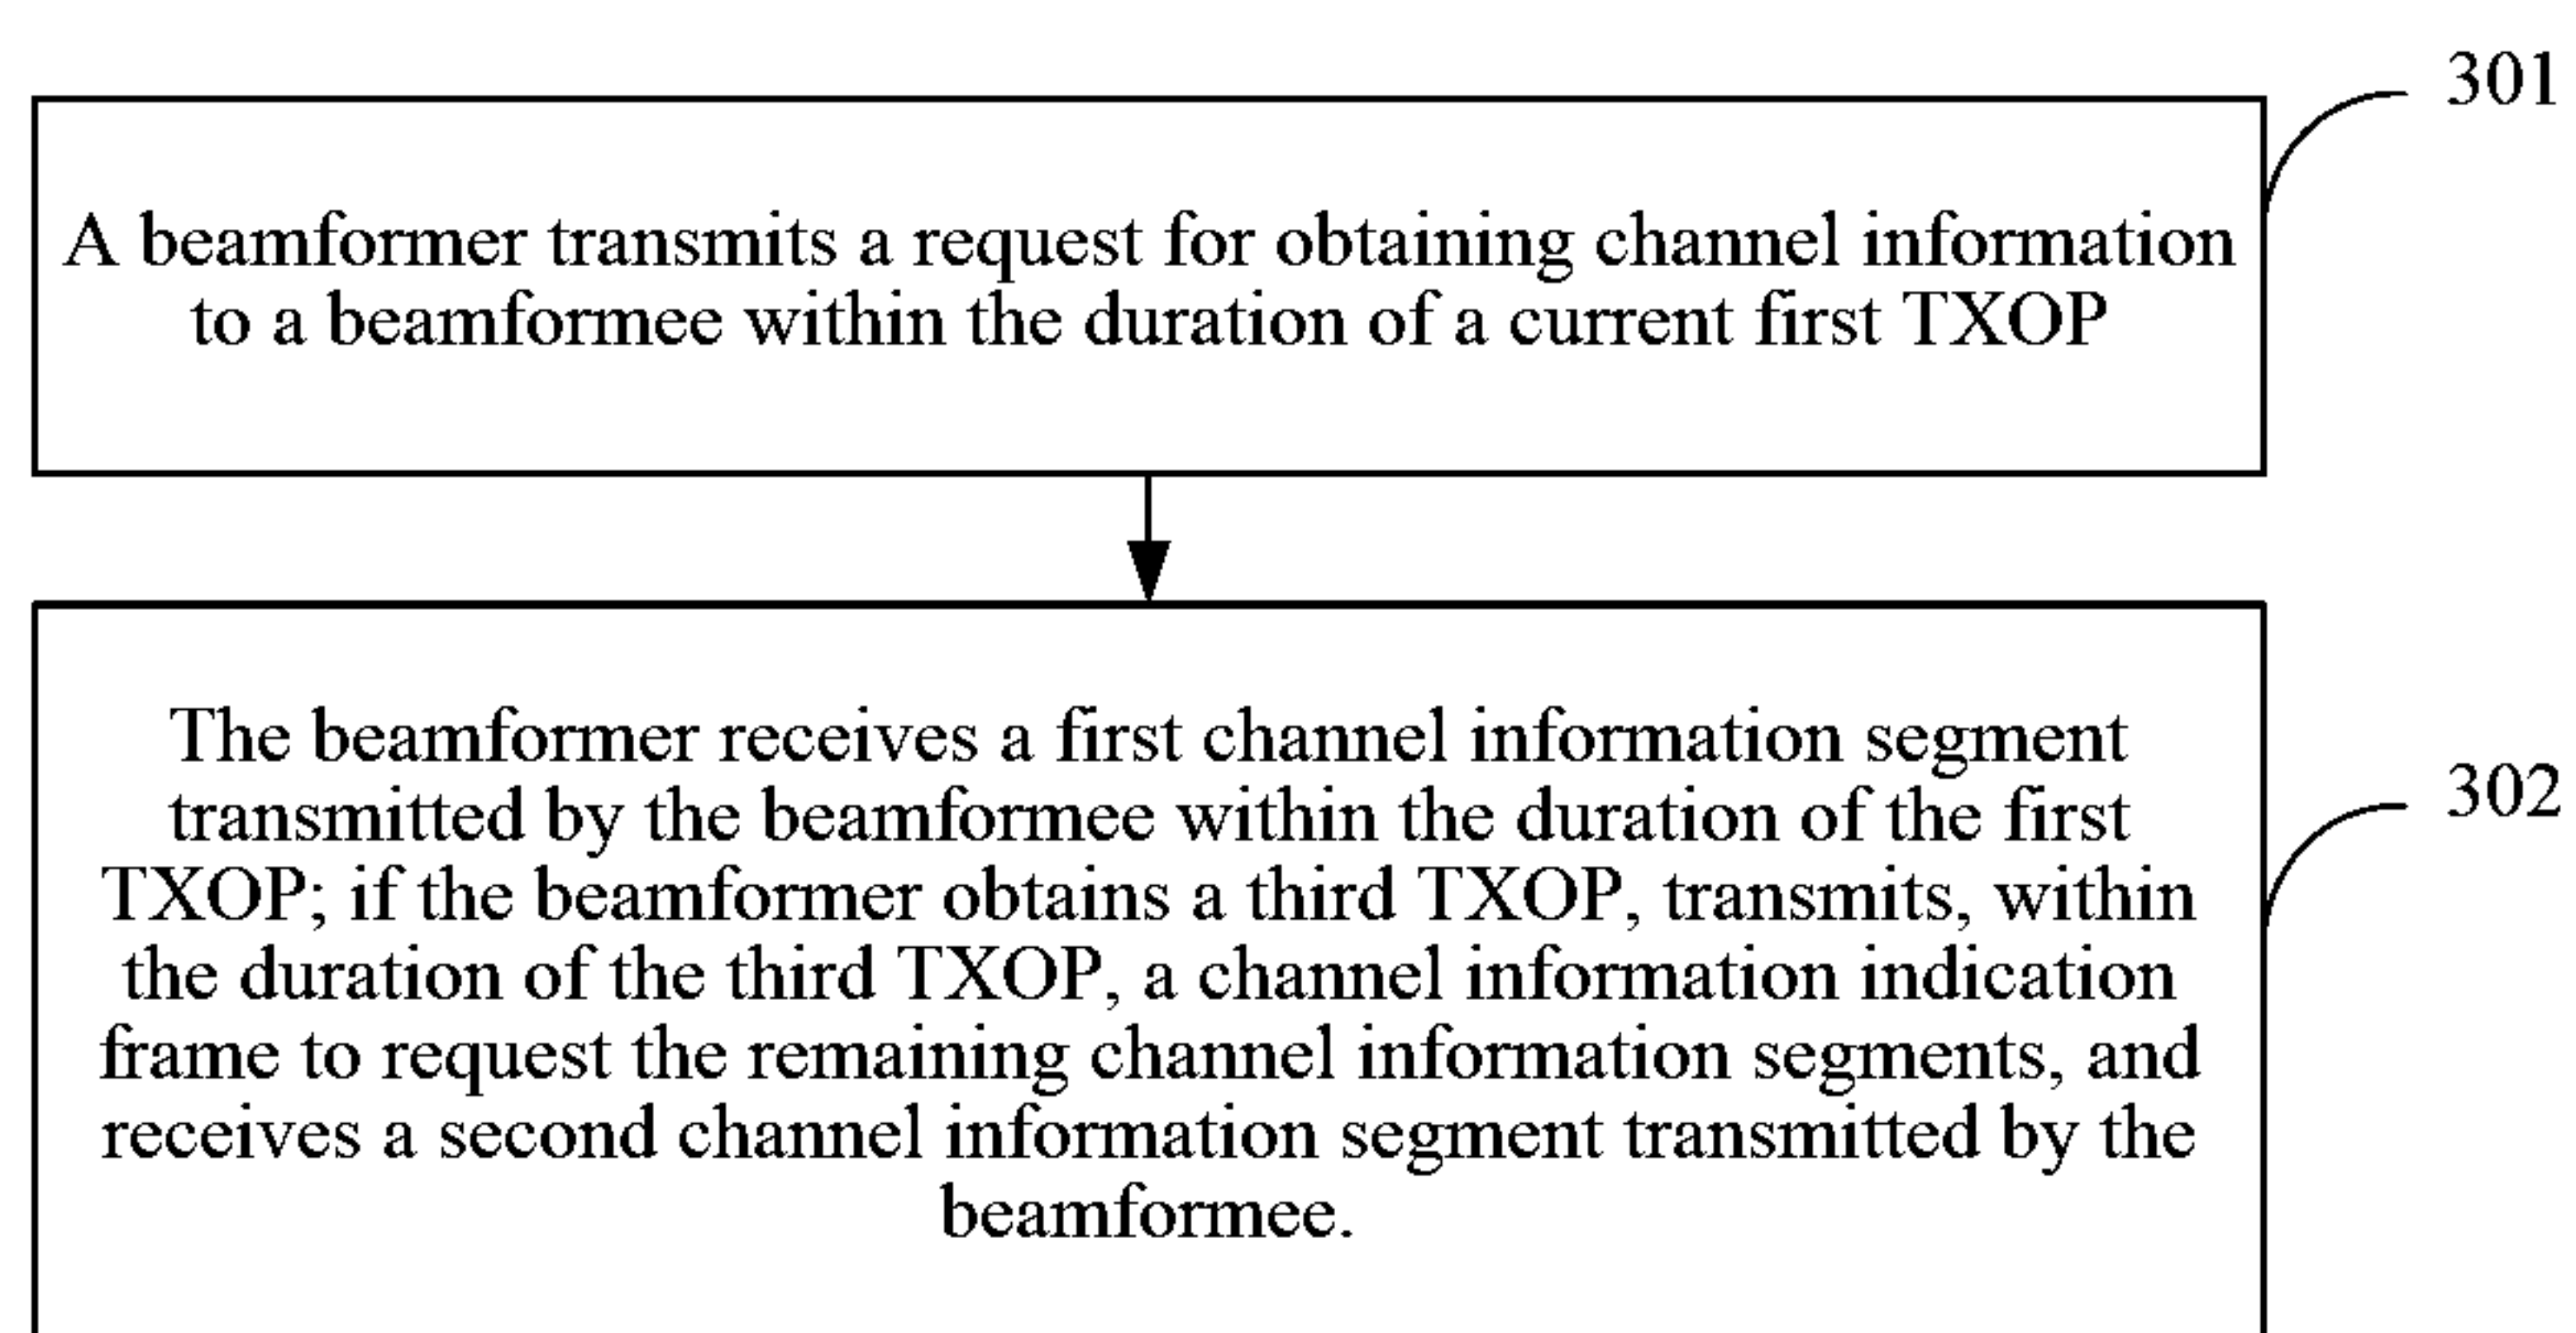 301
A beamformer transmits a request for obtaining channel information
to a beamformee within the duration of a current first TXOP
The beamformer receives a first channel information segment
transmitted by the beamformee within the duration of the first
TXOP; if the beamformer obtains a third TXOP, transmits, within
the duration of the third TXOP, a channel information indication
frame to request the remaining channel information segments, and
receives a second channel information segment transmitted by the
beamformee.
302